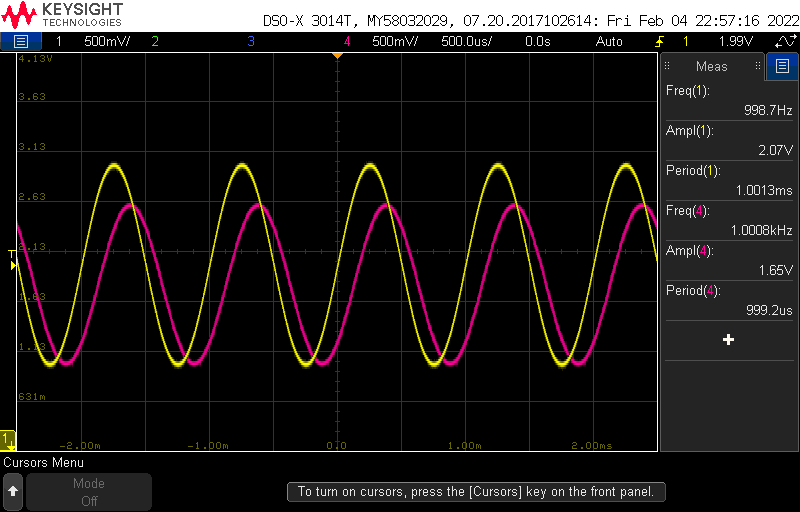 KEYSIGHT
TECHNOLOGIES
DSO-X 3014T, MY58032029, 07.20.2017102614: Fri Feb 04 22:57:16 2022
1 500mV/ 2 3 4 500mV/ 500.0us/ 0.0s Auto 1 1.99V
4.13V
3.63
3.13
2.63
2.13
1.63
1.13
631m
-2.00m -1.00m 0.0 1.00m 2.00ms
T
1
Meas
Freq(1):
998.7Hz
Ampl(1):
2.07V
Period(1):
1.0013ms
Freq(4):
1.0008kHz
Ampl(4):
1.65V
Period(4):
999.2us
Cursors Menu
Mode
Off
To turn on cursors, press the [Cursors] key on the front panel.